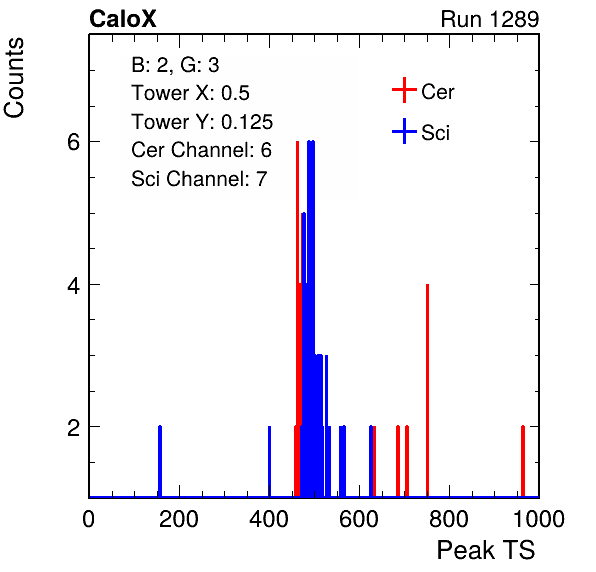 CaloX Run 1289
Counts
B: 2, G: 3
Tower X: 0.5
Tower Y: 0.125
Cer Channel: 6
Sci Channel: 7
Cer
Sci
6
4
2
0 200 400 600 800 1000
Peak TS